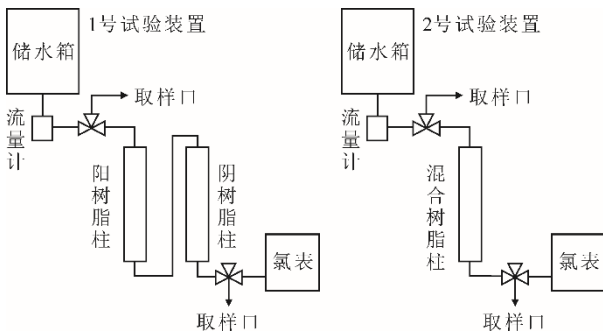 1号试验装置
储水箱
取样口
流量计
阳树脂柱
阴树脂柱
氯表
取样口
2号试验装置
储水箱
取样口
流量计
混合树脂柱
氯表
取样口